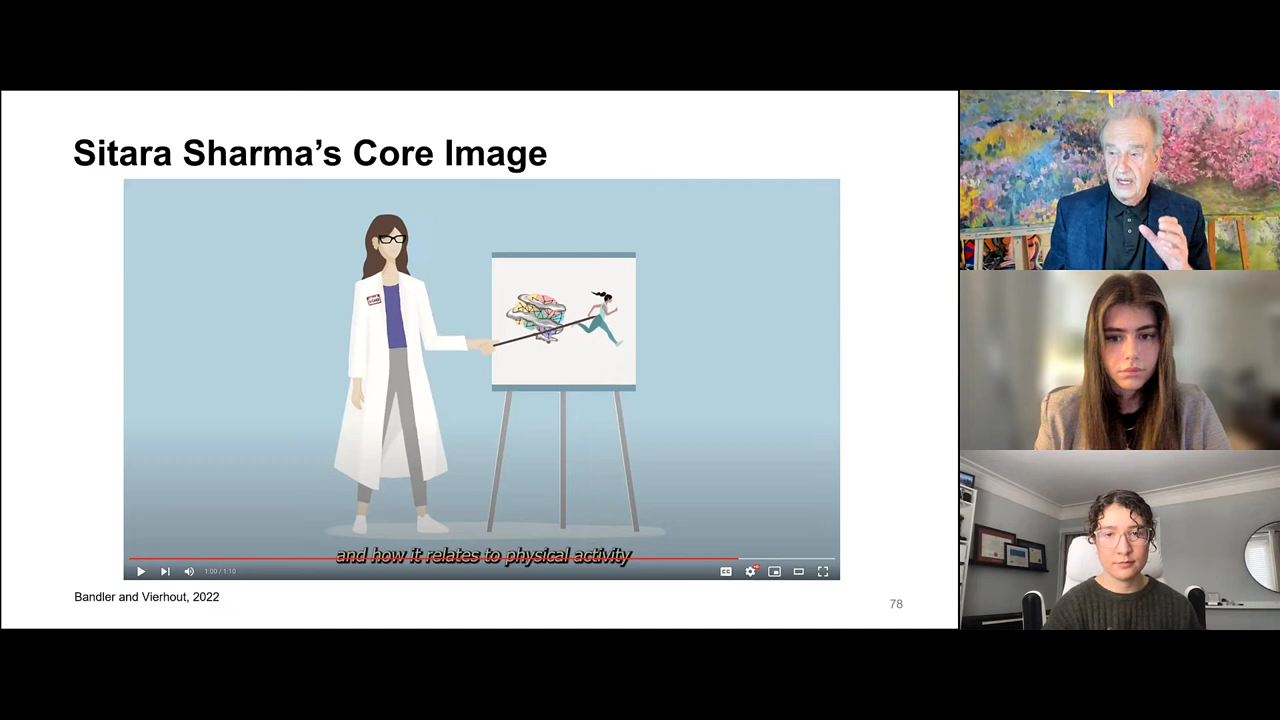 Sitara Sharma’s Core Image
and how it relates to physical activity
1:00 / 1:10
CC
Bandler and Vierhout, 2022
78